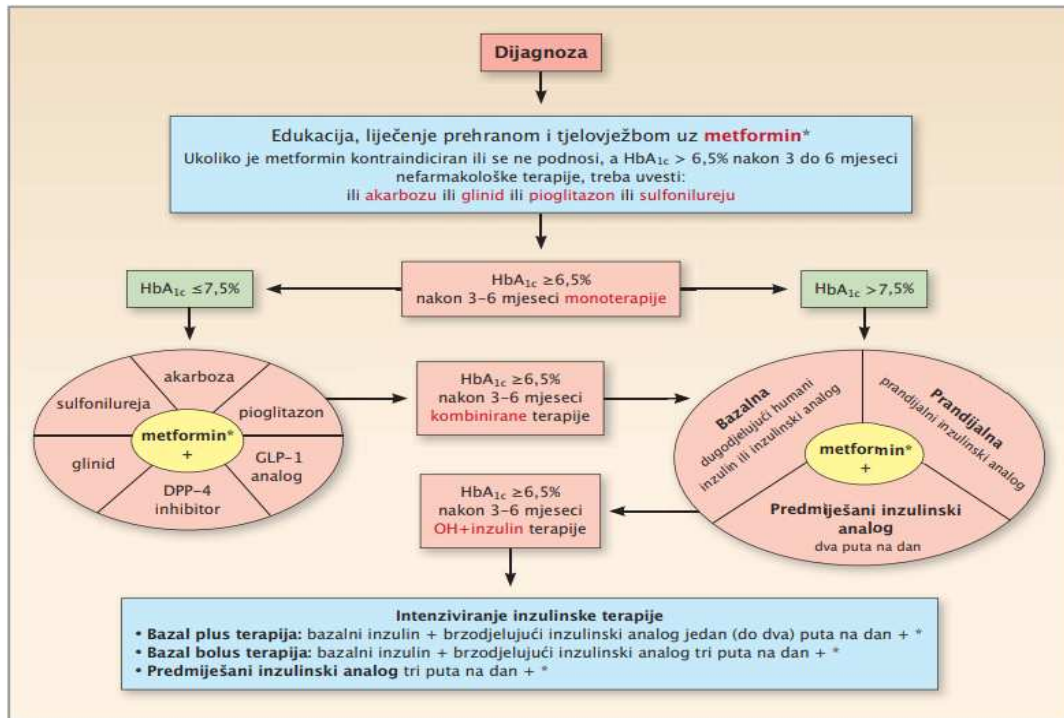 Dijagnoza
Edukacija, liječenje prehranom i tjelovježbom uz metformin*
Ukoliko je metformin kontraindiciran ili se ne podnosi, a HbA1c > 6,5% nakon 3 do 6 mjeseci
nefarmakološke terapije, treba uvesti:
ili akarbozu ili glinid ili pioglitazon ili sulfonilureju
HbA1c ≤7,5%
HbA1c ≥6,5%
nakon 3-6 mjeseci monoterapije
HbA1c >7,5%
akarboza
sulfonilureja
pioglitazon
metformin*
+
glinid
GLP-1
analog
DPP-4
inhibitor
HbA1c ≥6,5%
nakon 3-6 mjeseci
kombinirane terapije
Bazalna
dugodjelujući humani
inzulin ili inzulinski analog
Prandijalna
prandijalni inzulinski
analog
metformin*
+
Predmiješani inzulinski
analog
dva puta na dan
HbA1c ≥6,5%
nakon 3-6 mjeseci
OH+inzulin terapije
Intenziviranje inzulinske terapije
• Bazal plus terapija: bazalni inzulin + brzodjelujući inzulinski analog jedan (do dva) puta na dan + *
• Bazal bolus terapija: bazalni inzulin + brzodjelujući inzulinski analog tri puta na dan + *
• Predmiješani inzulinski analog tri puta na dan + *